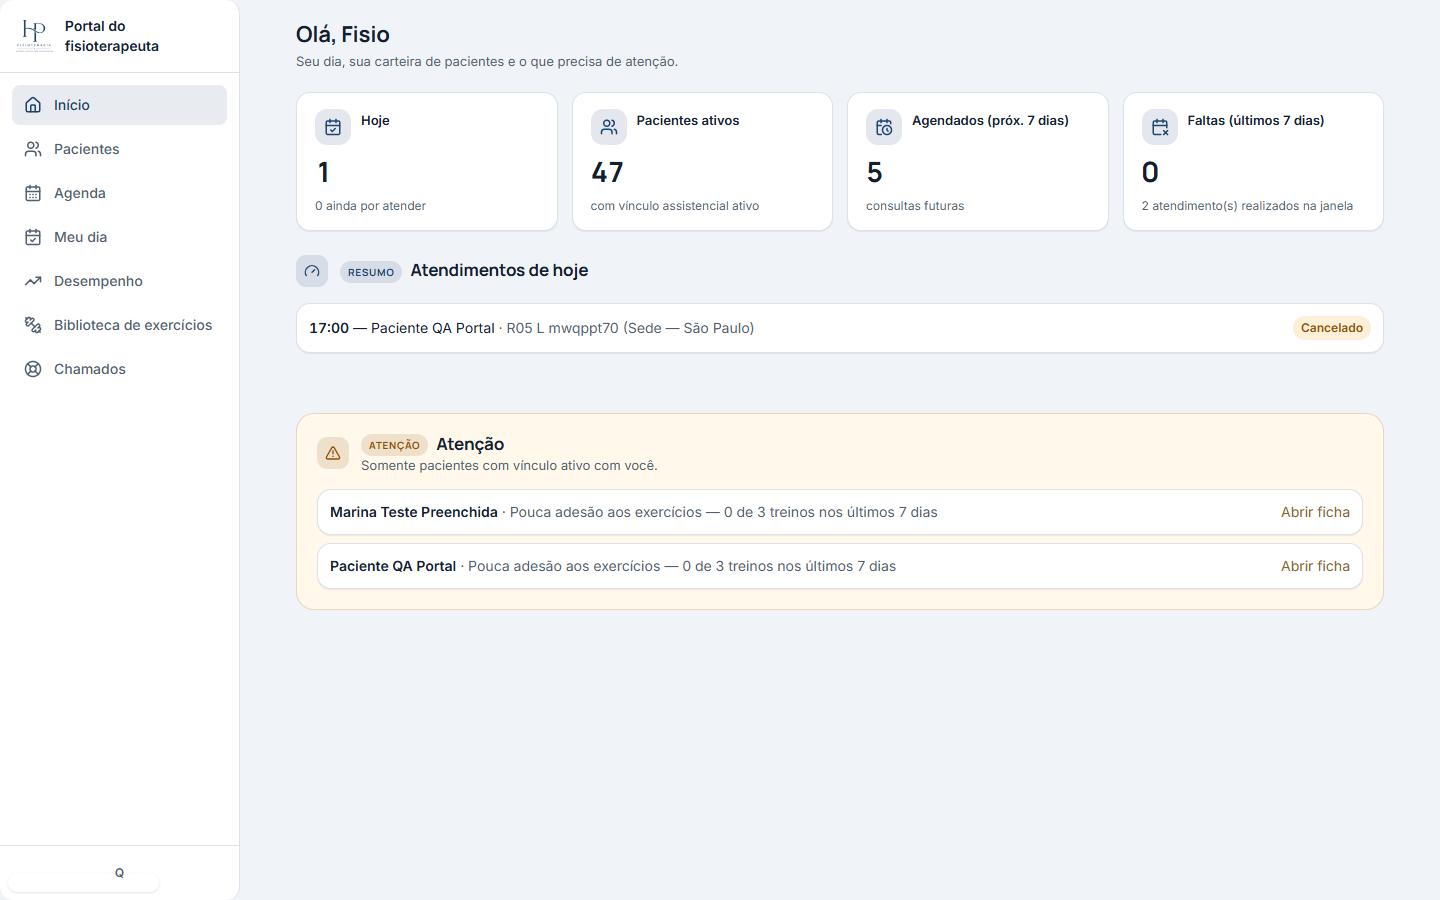 HP
FISIOTERAPIA
Portal do
fisioterapeuta
Início
Pacientes
Agenda
Meu dia
Desempenho
Biblioteca de exercícios
Chamados
Q
Olá, Fisio
Seu dia, sua carteira de pacientes e o que precisa de atenção.
Hoje
1
0 ainda por atender
Pacientes ativos
47
com vínculo assistencial ativo
Agendados (próx. 7 dias)
5
consultas futuras
Faltas (últimos 7 dias)
0
2 atendimento(s) realizados na janela
RESUMO Atendimentos de hoje
17:00 — Paciente QA Portal · R05 L mwqppt70 (Sede — São Paulo) Cancelado
ATENÇÃO Atenção
Somente pacientes com vínculo ativo com você.
Marina Teste Preenchida · Pouca adesão aos exercícios — 0 de 3 treinos nos últimos 7 dias Abrir ficha
Paciente QA Portal · Pouca adesão aos exercícios — 0 de 3 treinos nos últimos 7 dias Abrir ficha